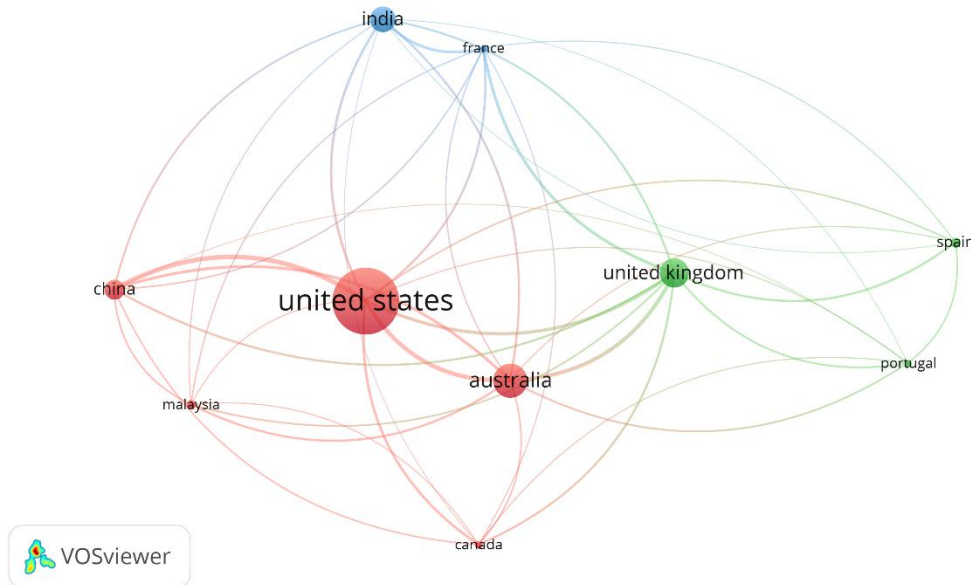 india
france
spain
united kingdom
china
united states
portugal
australia
malaysia
canada
VOSviewer